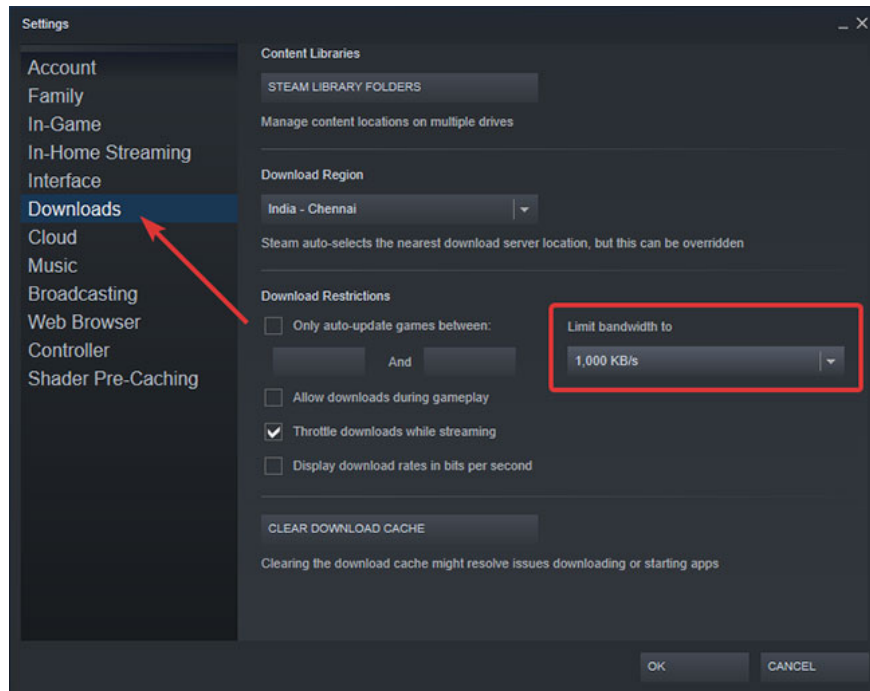 Settings
Account
Family
In-Game
In-Home Streaming
Interface
Downloads
Cloud
Music
Broadcasting
Web Browser
Controller
Shader Pre-Caching
Content Libraries
STEAM LIBRARY FOLDERS
Manage content locations on multiple drives
Download Region
India - Chennai
Steam auto-selects the nearest download server location, but this can be overridden
Download Restrictions
Only auto-update games between:
And
Limit bandwidth to
1,000 KB/s
Allow downloads during gameplay
Throttle downloads while streaming
Display download rates in bits per second
CLEAR DOWNLOAD CACHE
Clearing the download cache might resolve issues downloading or starting apps
OK
CANCEL